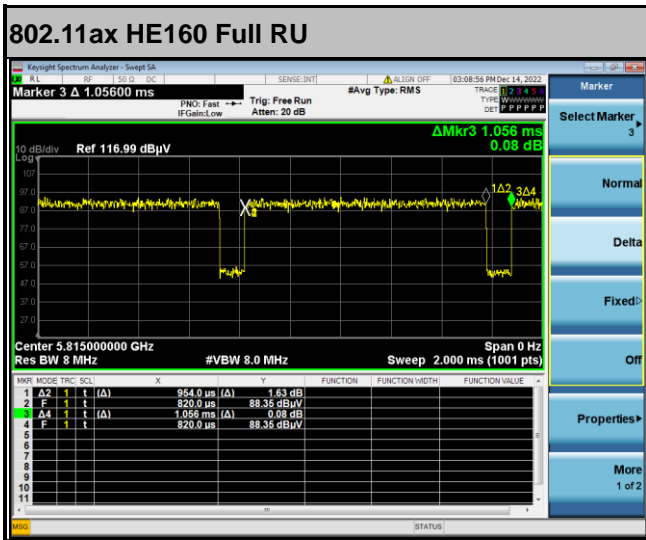 802.11ax HE160 Full RU
Keysight Spectrum Analyzer - Swept SA
RL RF 50 Ω DC SENSE:INT ALIGN OFF 03:08:56 PM Dec 14, 2022
Marker 3 Δ 1.05600 ms
PNO: Fast
IFGain:Low
Trig: Free Run
Atten: 20 dB
#Avg Type: RMS
TRACE 1 2 3 4 5 6
TYPE WWWWWW
DET P P P P P P
ΔMkr3 1.056 ms
0.08 dB
10 dB/div Ref 116.99 dBµV
Log
107
97.0
87.0
77.0
67.0
57.0
47.0
37.0
27.0
1Δ2 3Δ4
Center 5.815000000 GHz Span 0 Hz
Res BW 8 MHz #VBW 8.0 MHz Sweep 2.000 ms (1001 pts)
MKR MODE TRC SCL X Y FUNCTION FUNCTION WIDTH FUNCTION VALUE
1 Δ2 1 t (Δ) 954.0 µs (Δ) 1.63 dB
2 F 1 t 820.0 µs 88.35 dBµV
3 Δ4 1 t (Δ) 1.056 ms (Δ) 0.08 dB
4 F 1 t 820.0 µs 88.35 dBµV
5
6
7
8
9
10
11
MSG STATUS
Marker
Select Marker
3
Normal
Delta
Fixed
Off
Properties
More
1 of 2